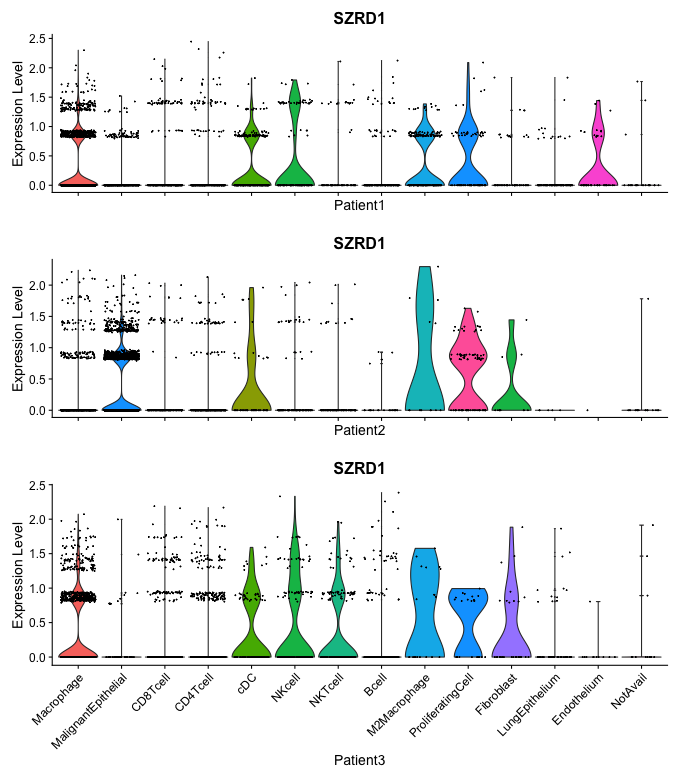 SZRD1
Expression Level
2.5
2.0
1.5
1.0
0.5
0.0
Patient1
SZRD1
Expression Level
2.0
1.5
1.0
0.5
0.0
Patient2
SZRD1
Expression Level
2.5
2.0
1.5
1.0
0.5
0.0
Macrophage
MalignantEpithelial
CD8Tcell
CD4Tcell
cDC
NKcell
NKTcell
Bcell
M2Macrophage
ProliferatingCell
Fibroblast
LungEpithelium
Endothelium
NotAvail
Patient3